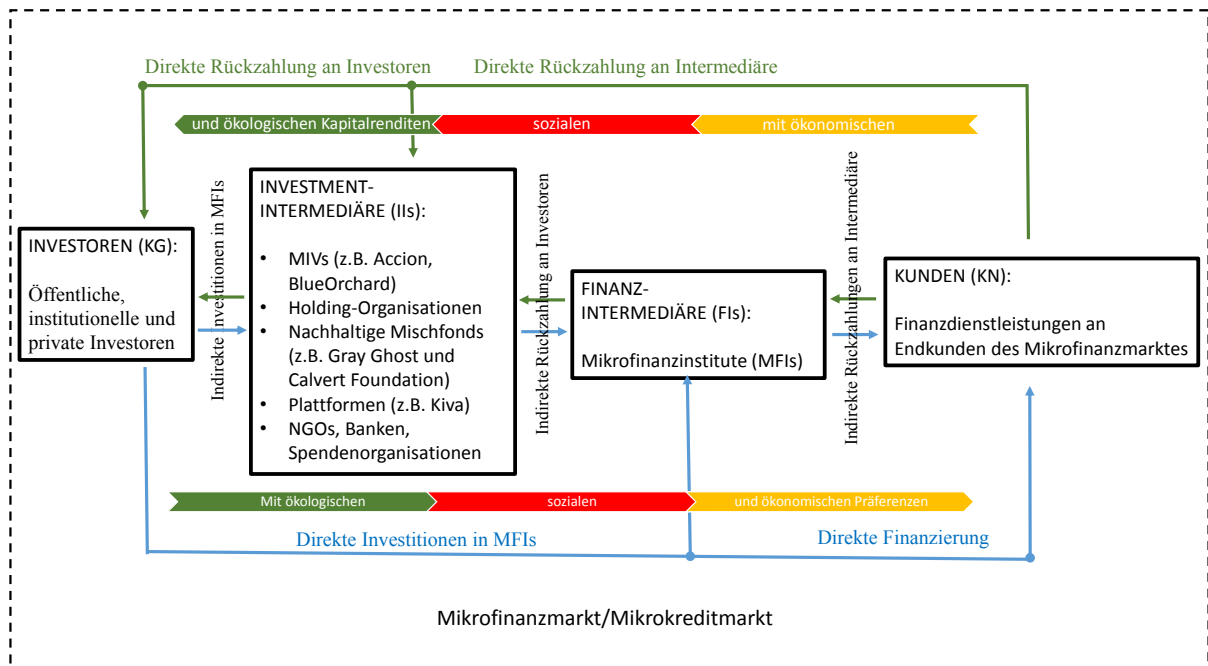 Direkte Rückzahlung an Investoren
Direkte Rückzahlung an Intermediäre
und ökologischen Kapitalrenditen
sozialen
mit ökonomischen
INVESTOREN (KG):
Öffentliche,
institutionelle und
private Investoren
Indirekte Investitionen in MFIs
INVESTMENT-
INTERMEDIÄRE (IIs):
• MIVs (z.B. Accion,
BlueOrchard)
• Holding-Organisationen
• Nachhaltige Mischfonds
(z.B. Gray Ghost und
Calvert Foundation)
• Plattformen (z.B. Kiva)
• NGOs, Banken,
Spendenorganisationen
Indirekte Rückzahlung an Investoren
FINANZ-
INTERMEDIÄRE (FIs):
Mikrofinanzinstitute (MFIs)
Indirekte Rückzahlungen an Intermediäre
KUNDEN (KN):
Finanzdienstleistungen an
Endkunden des Mikrofinanzmarktes
Mit ökologischen
sozialen
und ökonomischen Präferenzen
Direkte Investitionen in MFIs
Direkte Finanzierung
Mikrofinanzmarkt/Mikrokreditmarkt